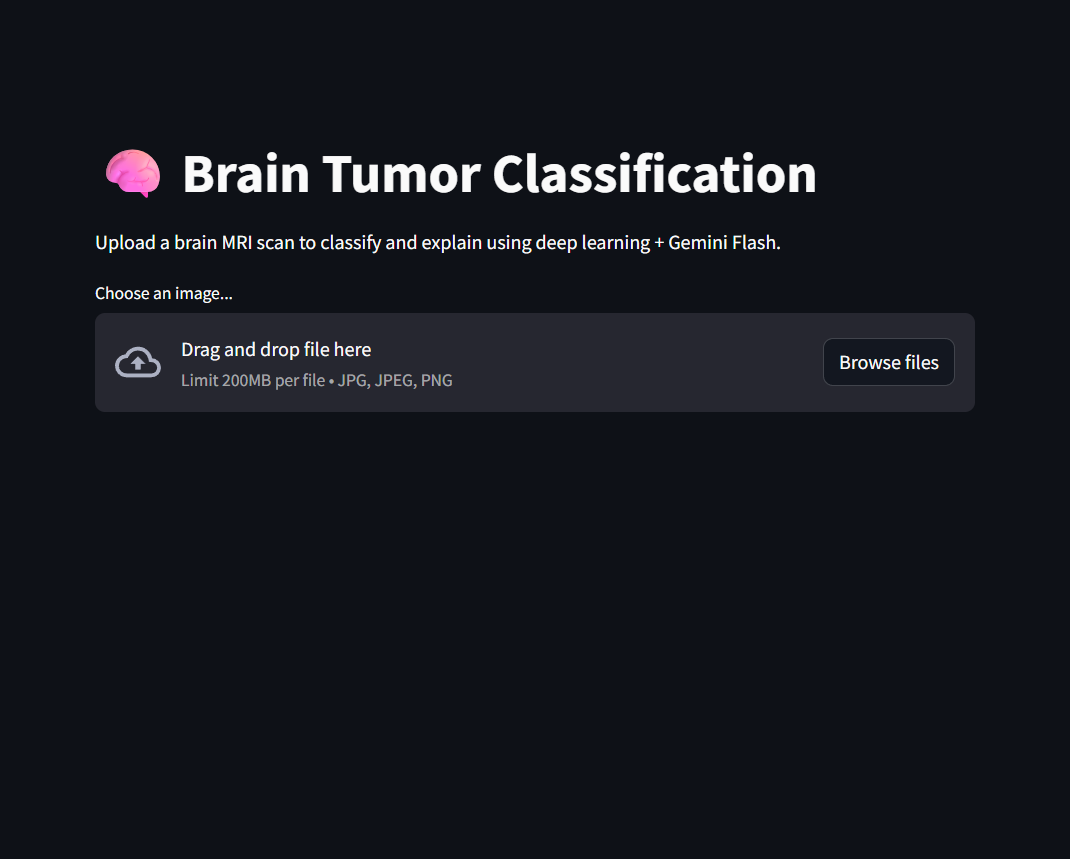 Brain Tumor Classification
Upload a brain MRI scan to classify and explain using deep learning + Gemini Flash.
Choose an image...
Drag and drop file here
Limit 200MB per file • JPG, JPEG, PNG
Browse files